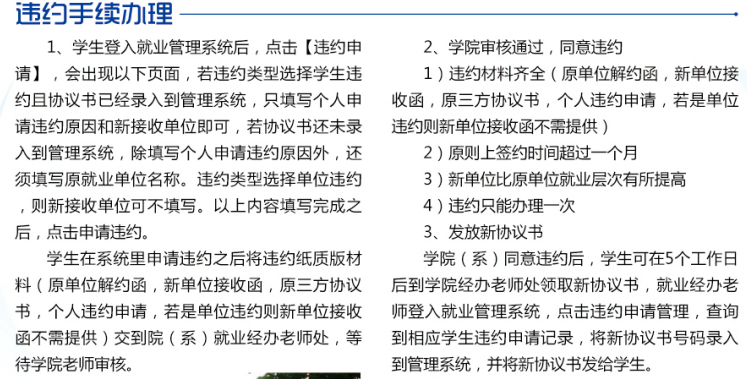 违约手续办理
1、学生登入就业管理系统后，点击【违约申
请】，会出现以下页面，若违约类型选择学生违
约且协议书已经录入到管理系统，只填写个人申
请违约原因和新接收单位即可，若协议书还未录
入到管理系统，除填写个人申请违约原因外，还
须填写原就业单位名称。违约类型选择单位违约
，则新接收单位可不填写。以上内容填写完成之
后，点击申请违约。
学生在系统里申请违约之后将违约纸质版材
料（原单位解约函，新单位接收函，原三方协议
书，个人违约申请，若是单位违约则新单位接收
函不需提供）交到院（系）就业经办老师处，等
待学院老师审核。
2、学院审核通过，同意违约
1）违约材料齐全（原单位解约函，新单位接
收函，原三方协议书，个人违约申请，若是单位
违约则新单位接收函不需提供）
2）原则上签约时间超过一个月
3）新单位比原单位就业层次有所提高
4）违约只能办理一次
3、发放新协议书
学院（系）同意违约后，学生可在5个工作日
后到学院经办老师处领取新协议书，就业经办老
师登入就业管理系统，点击违约申请管理，查询
到相应学生违约申请记录，将新协议书号码录入
到管理系统，并将新协议书发给学生。